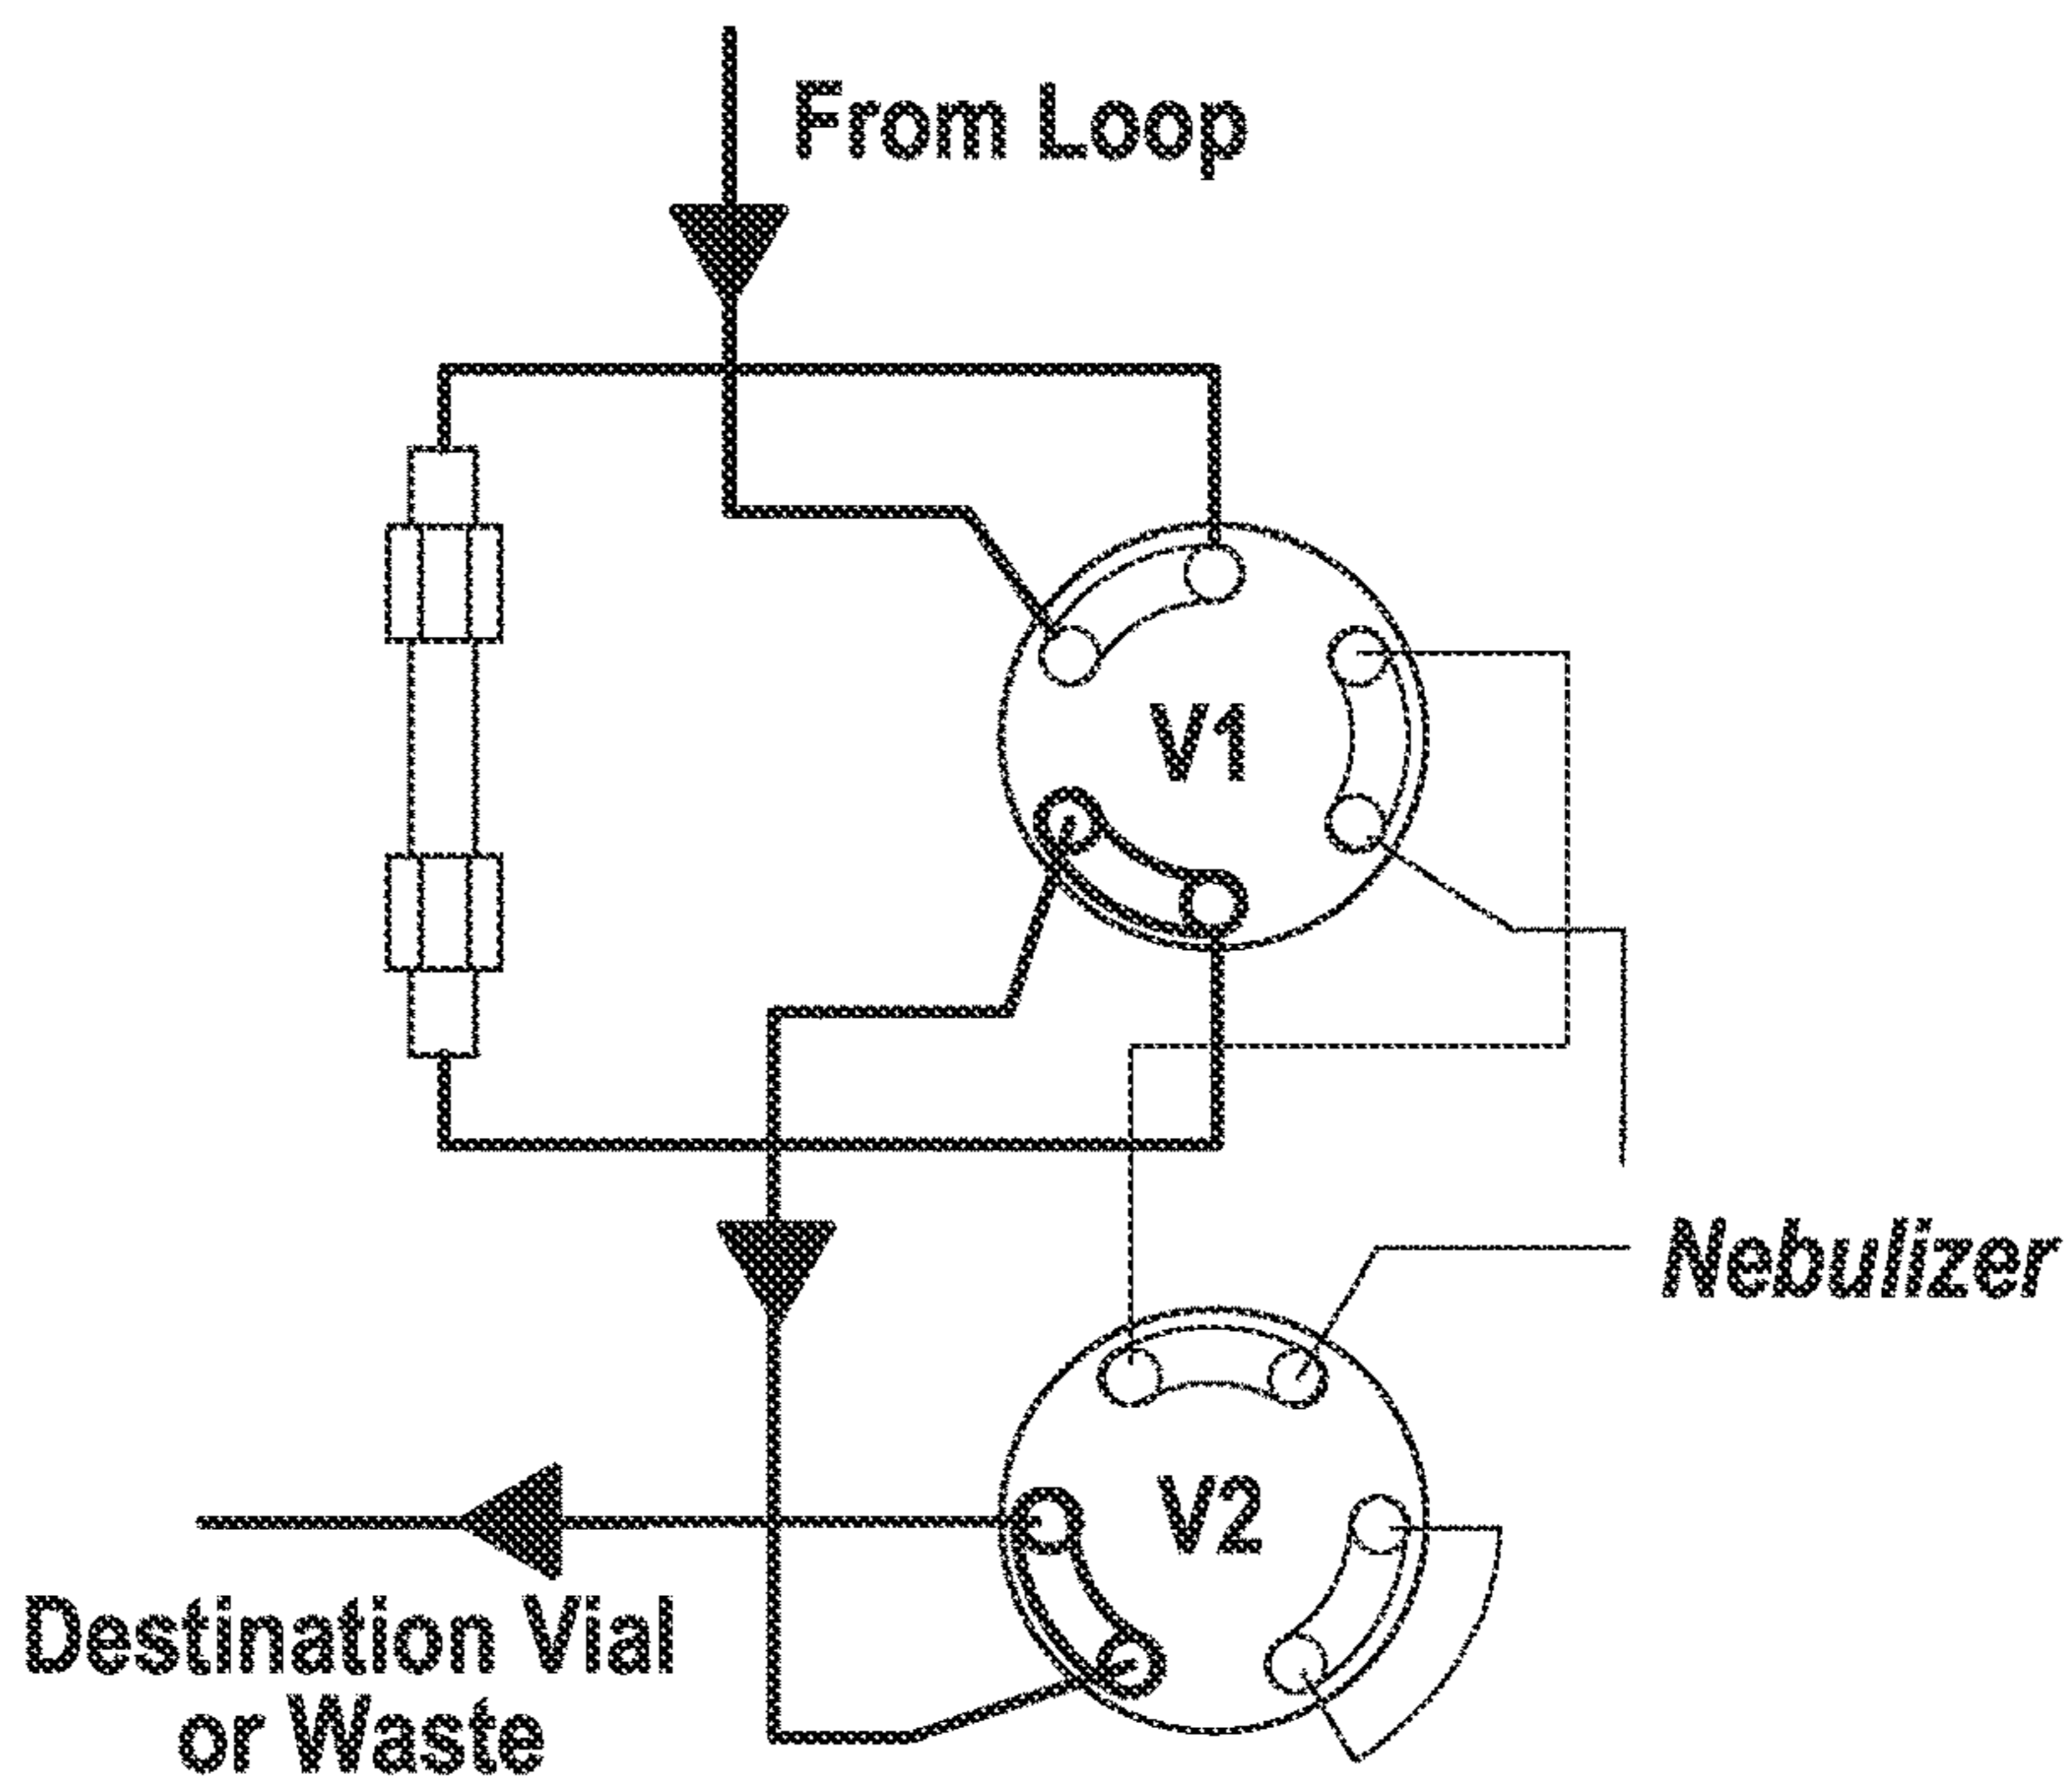 From Loop
V1
Nebulizer
V2
Destination Vial
or Waste